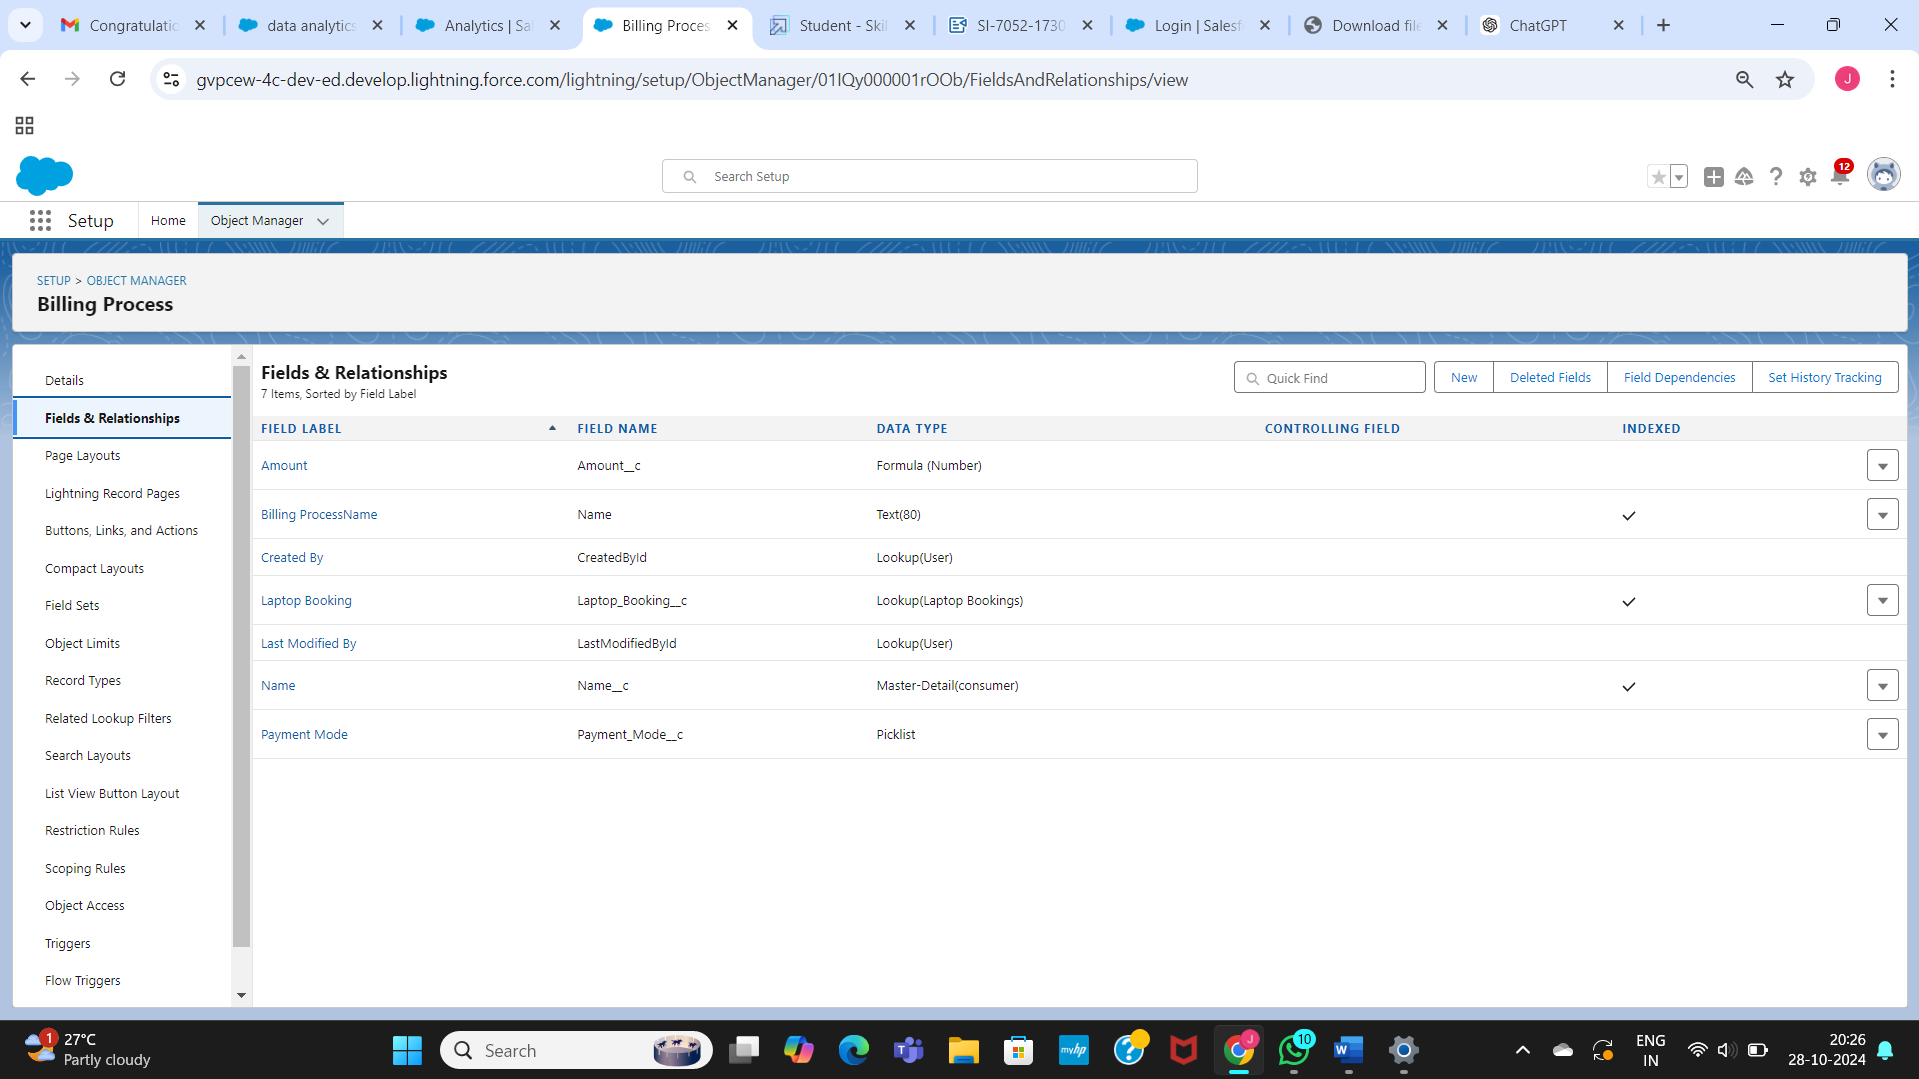 Congratulatio
data analytics
Analytics | Sal
Billing Proces
Student - Skil
SI-7052-1730
Login | Salesf
Download file
ChatGPT
gvpcew-4c-dev-ed.develop.lightning.force.com/lightning/setup/ObjectManager/01IQy000001rOOb/FieldsAndRelationships/view
J
Search Setup
12
Setup
Home
Object Manager
SETUP > OBJECT MANAGER
Billing Process
Details
Fields & Relationships
Page Layouts
Lightning Record Pages
Buttons, Links, and Actions
Compact Layouts
Field Sets
Object Limits
Record Types
Related Lookup Filters
Search Layouts
List View Button Layout
Restriction Rules
Scoping Rules
Object Access
Triggers
Flow Triggers
Fields & Relationships
7 Items, Sorted by Field Label
Quick Find
New
Deleted Fields
Field Dependencies
Set History Tracking
FIELD LABEL FIELD NAME DATA TYPE CONTROLLING FIELD INDEXED
Amount Amount__c Formula (Number)
Billing ProcessName Name Text(80)
Created By CreatedById Lookup(User)
Laptop Booking Laptop_Booking__c Lookup(Laptop Bookings)
Last Modified By LastModifiedById Lookup(User)
Name Name__c Master-Detail(consumer)
Payment Mode Payment_Mode__c Picklist
1
27°C
Partly cloudy
Search
myhp
J
10
W
ENG
IN
20:26
28-10-2024